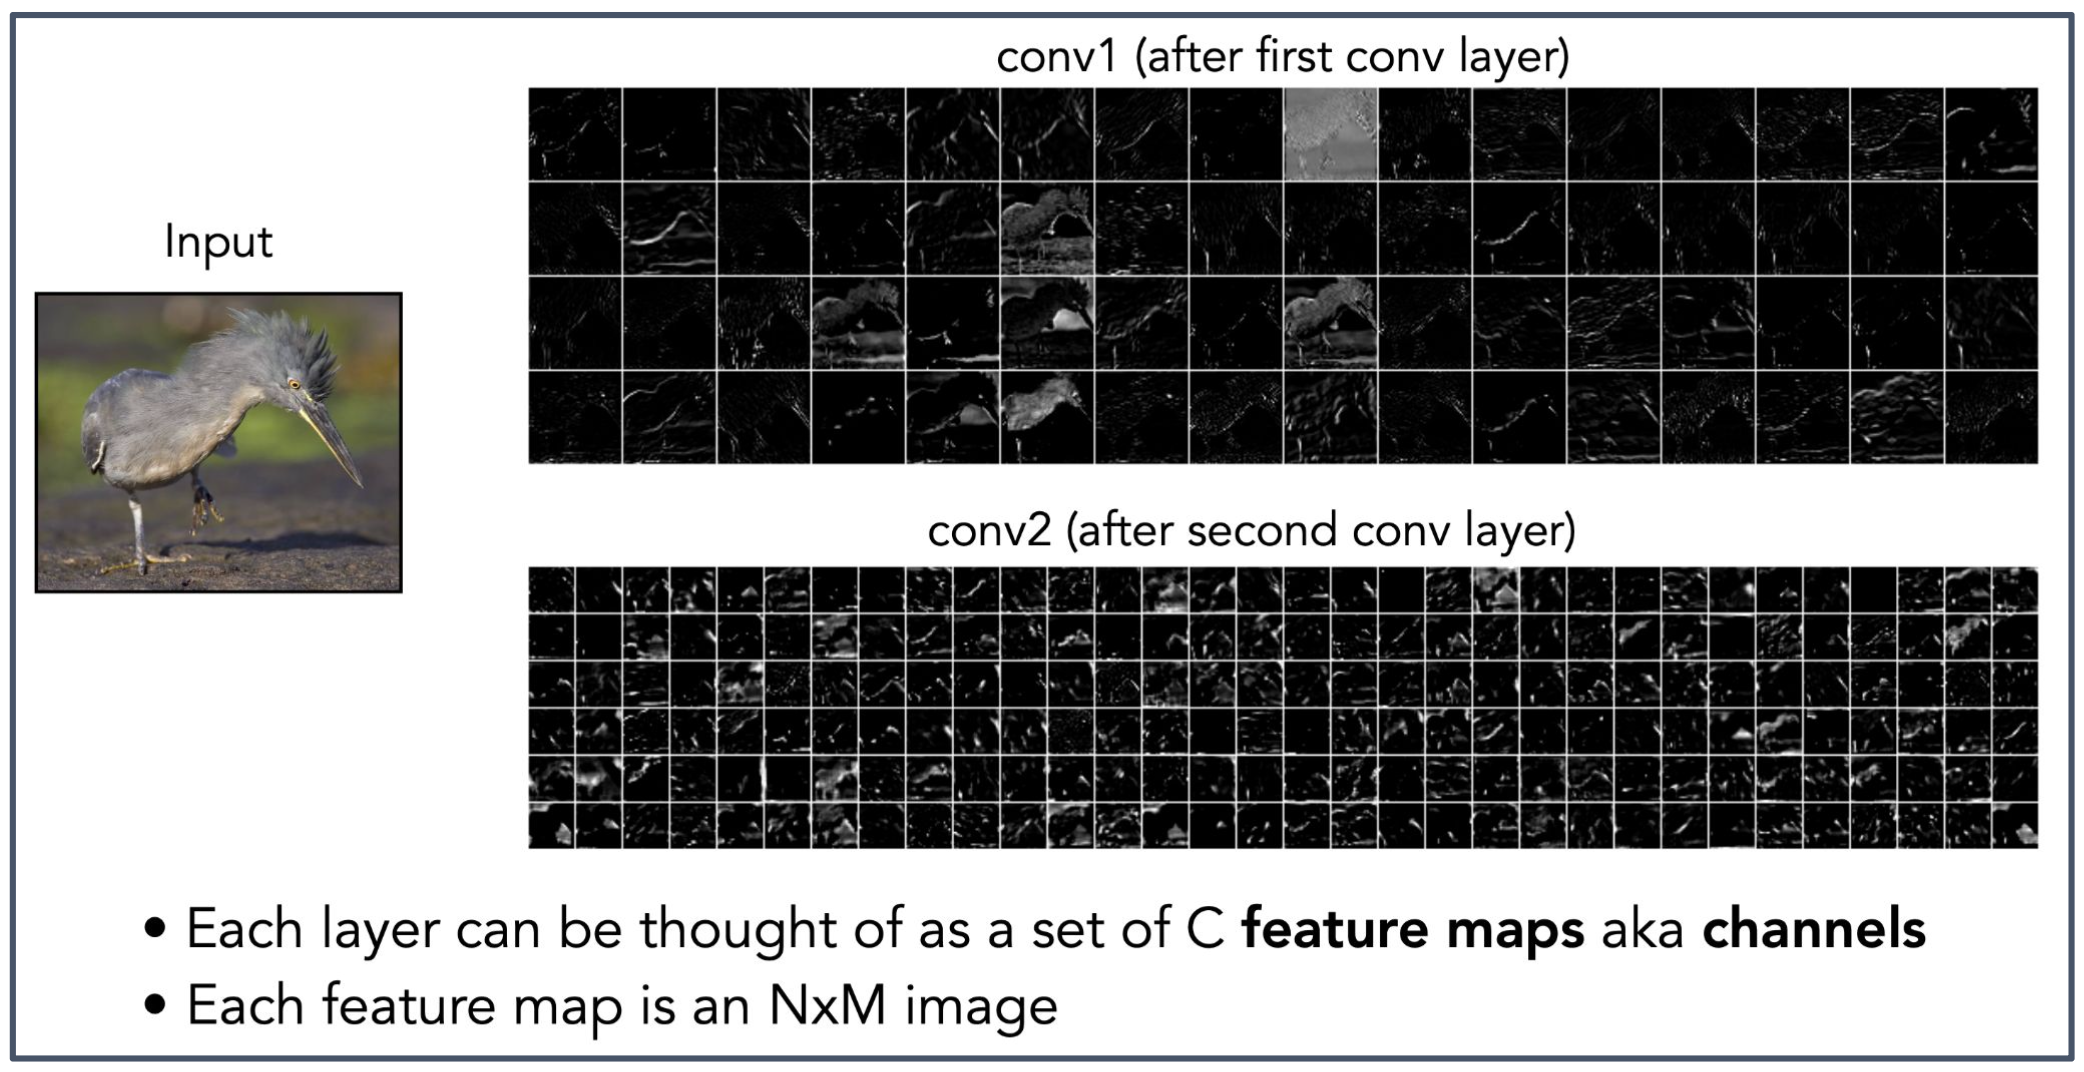 conv1 (after first conv layer)
Input
conv2 (after second conv layer)
• Each layer can be thought of as a set of C feature maps aka channels
• Each feature map is an NxM image